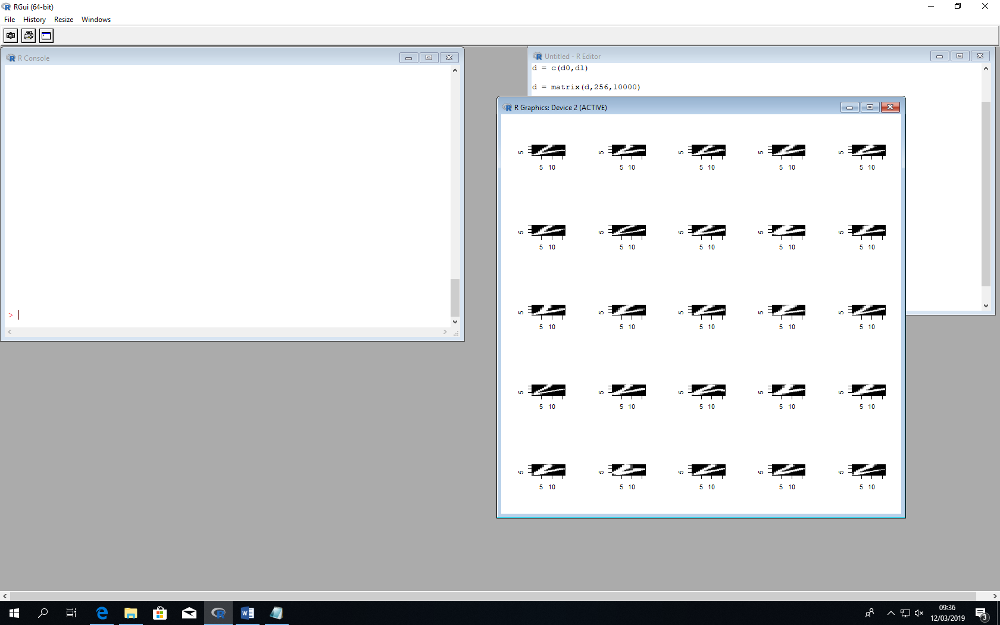 RGui (64-bit)
File History Resize Windows
R Console
>
Untitled - R Editor
d = c(d0,d1)
d = matrix(d,256,10000)
R Graphics: Device 2 (ACTIVE)
5 5 5 5 5
5 10 5 10 5 10 5 10 5 10
5 5 5 5 5
5 10 5 10 5 10 5 10 5 10
5 5 5 5 5
5 10 5 10 5 10 5 10 5 10
5 5 5 5 5
5 10 5 10 5 10 5 10 5 10
5 5 5 5 5
5 10 5 10 5 10 5 10 5 10
09:36
12/03/2019
3